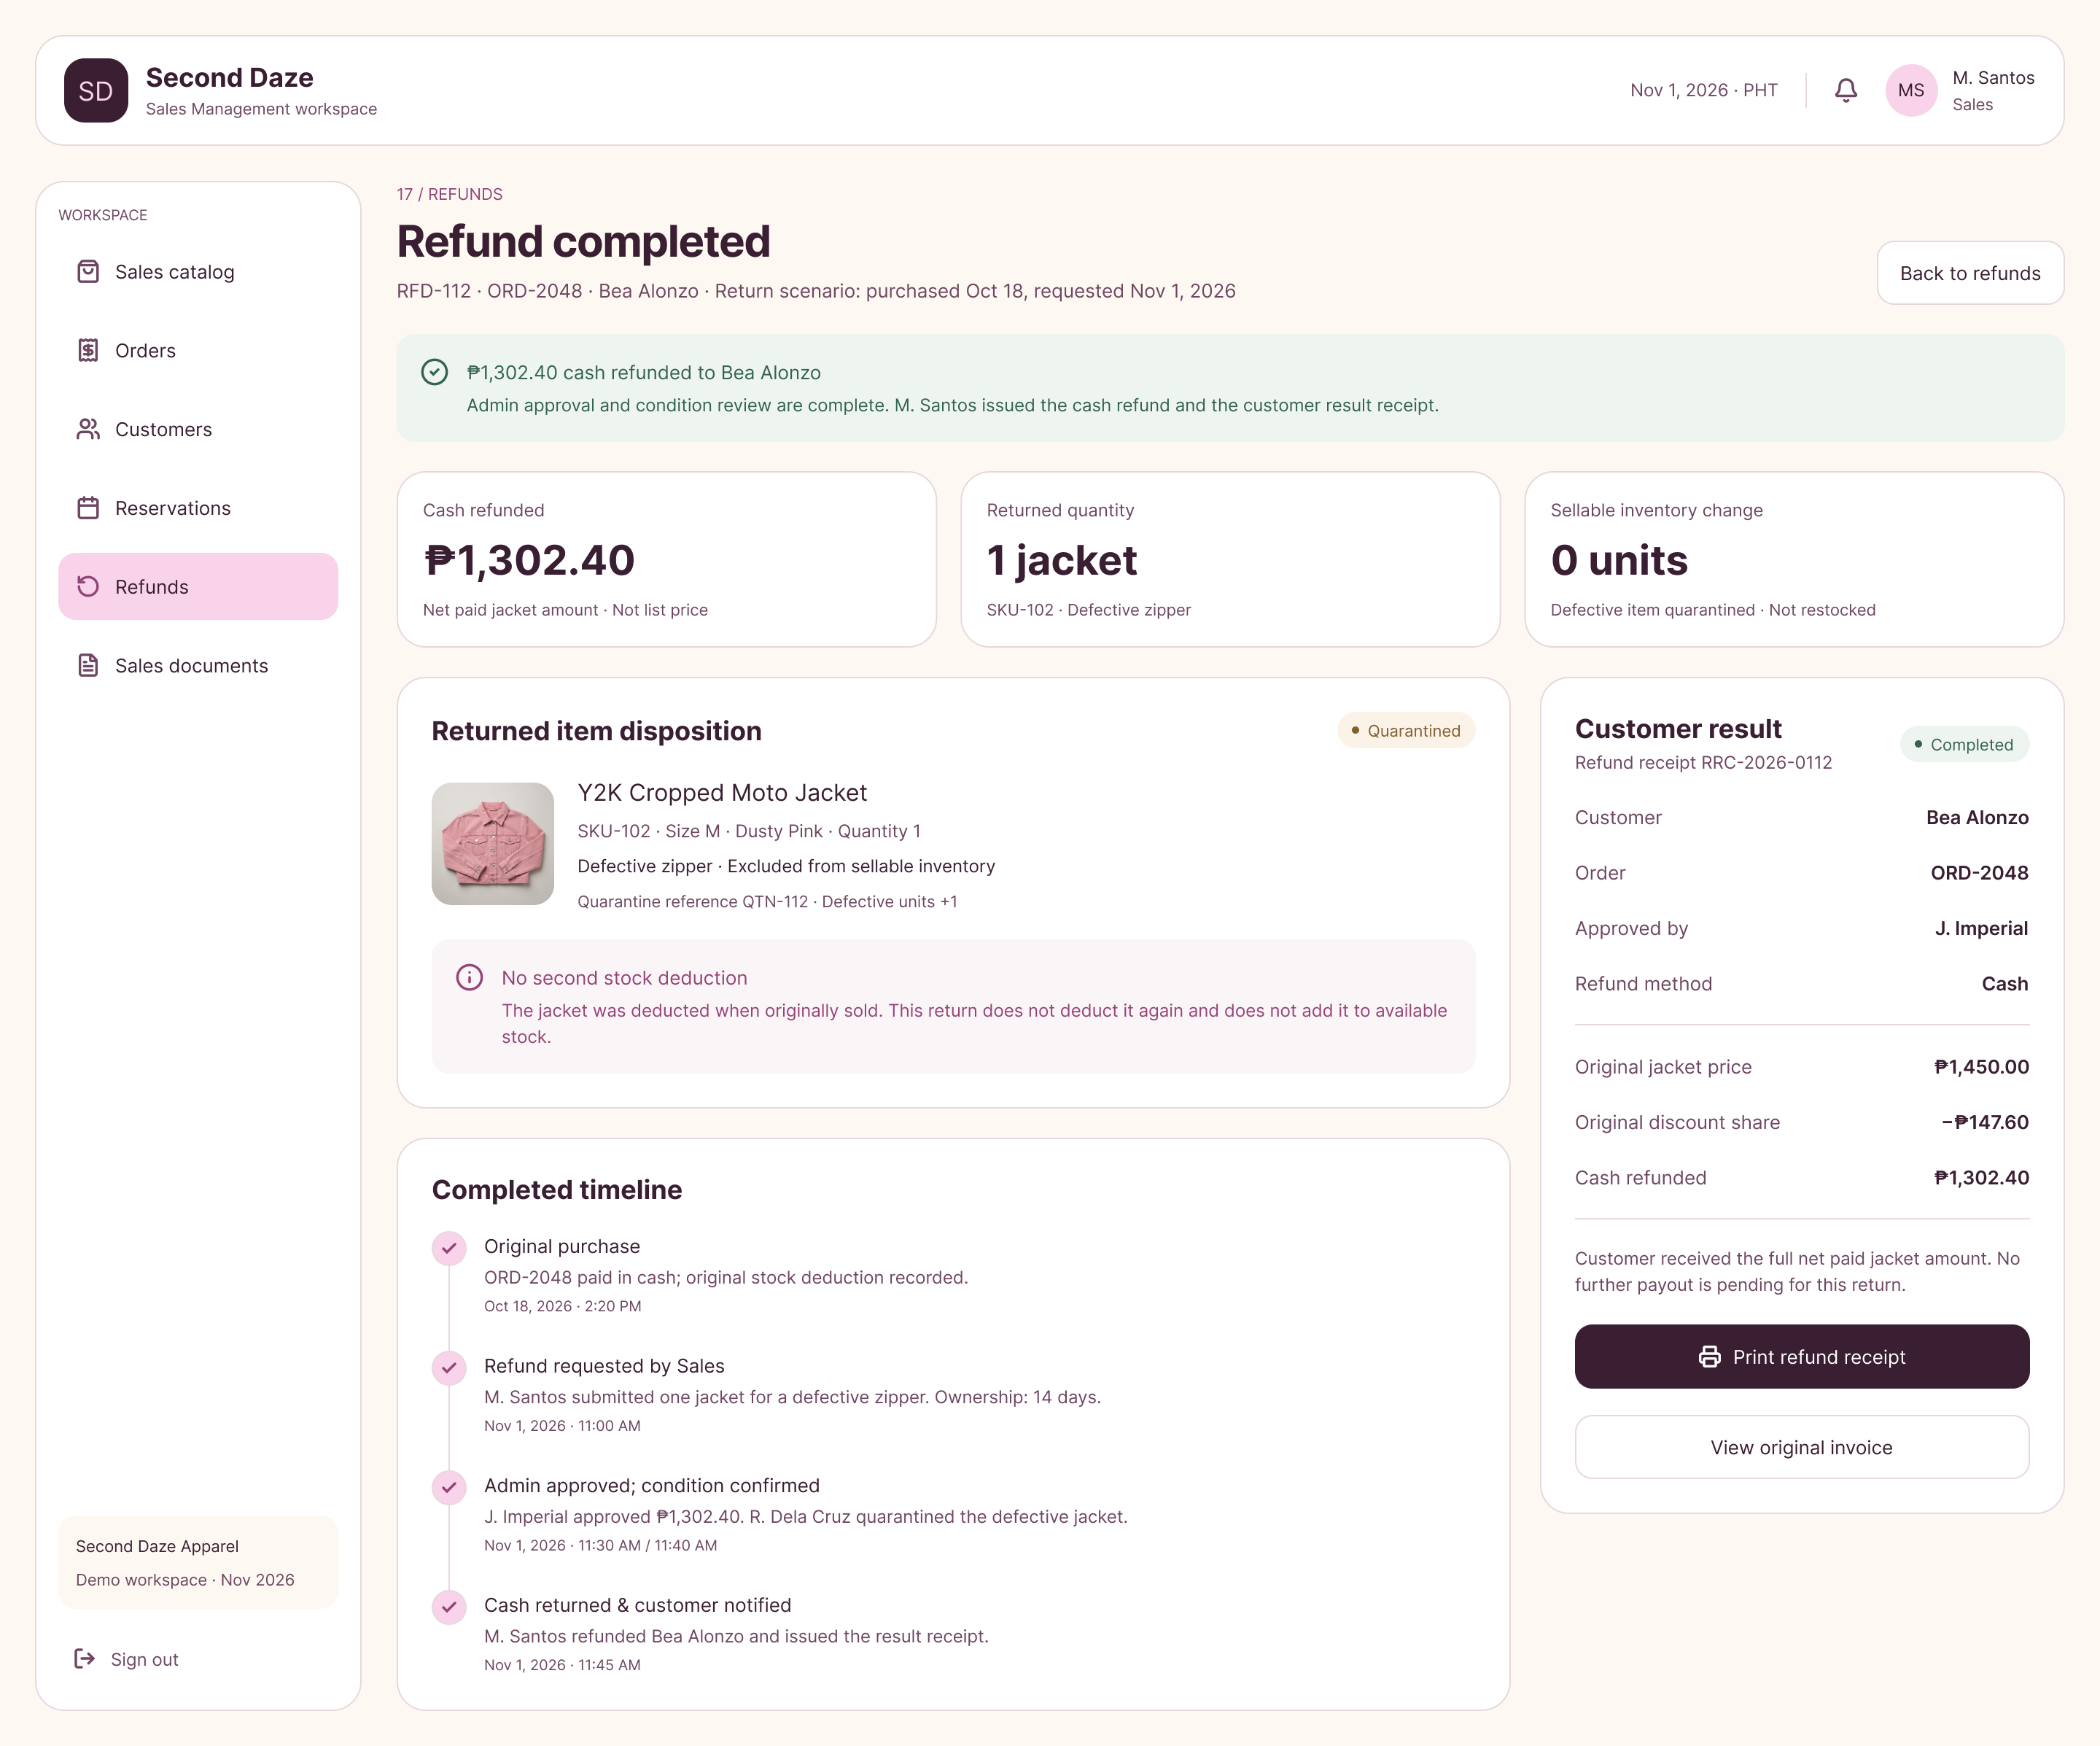 SD
Second Daze
Sales Management workspace
Nov 1, 2026 · PHT
MS
M. Santos
Sales
WORKSPACE
Sales catalog
Orders
Customers
Reservations
Refunds
Sales documents
Second Daze Apparel
Demo workspace · Nov 2026
Sign out
17 / REFUNDS
Refund completed
RFD-112 · ORD-2048 · Bea Alonzo · Return scenario: purchased Oct 18, requested Nov 1, 2026
Back to refunds
₱1,302.40 cash refunded to Bea Alonzo
Admin approval and condition review are complete. M. Santos issued the cash refund and the customer result receipt.
Cash refunded
₱1,302.40
Net paid jacket amount · Not list price
Returned quantity
1 jacket
SKU-102 · Defective zipper
Sellable inventory change
0 units
Defective item quarantined · Not restocked
Returned item disposition
Quarantined
Y2K Cropped Moto Jacket
SKU-102 · Size M · Dusty Pink · Quantity 1
Defective zipper · Excluded from sellable inventory
Quarantine reference QTN-112 · Defective units +1
No second stock deduction
The jacket was deducted when originally sold. This return does not deduct it again and does not add it to available
stock.
Completed timeline
Original purchase
ORD-2048 paid in cash; original stock deduction recorded.
Oct 18, 2026 · 2:20 PM
Refund requested by Sales
M. Santos submitted one jacket for a defective zipper. Ownership: 14 days.
Nov 1, 2026 · 11:00 AM
Admin approved; condition confirmed
J. Imperial approved ₱1,302.40. R. Dela Cruz quarantined the defective jacket.
Nov 1, 2026 · 11:30 AM / 11:40 AM
Cash returned & customer notified
M. Santos refunded Bea Alonzo and issued the result receipt.
Nov 1, 2026 · 11:45 AM
Customer result
Refund receipt RRC-2026-0112
Completed
Customer Bea Alonzo
Order ORD-2048
Approved by J. Imperial
Refund method Cash
Original jacket price ₱1,450.00
Original discount share −₱147.60
Cash refunded ₱1,302.40
Customer received the full net paid jacket amount. No
further payout is pending for this return.
Print refund receipt
View original invoice